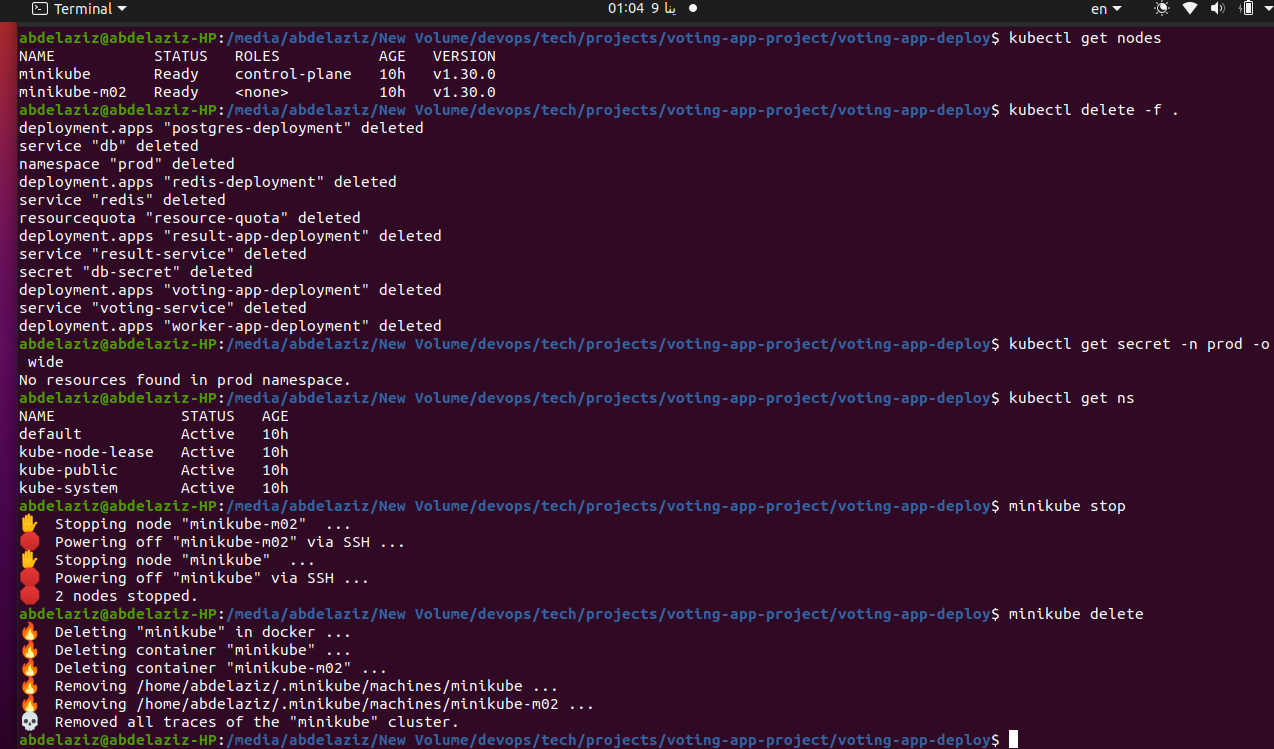 Terminal
01:04 9 ينا
en
abdelaziz@abdelaziz-HP:/media/abdelaziz/New Volume/devops/tech/projects/voting-app-project/voting-app-deploy$ kubectl get nodes
NAME           STATUS   ROLES           AGE   VERSION
minikube       Ready    control-plane   10h   v1.30.0
minikube-m02   Ready    <none>          10h   v1.30.0
abdelaziz@abdelaziz-HP:/media/abdelaziz/New Volume/devops/tech/projects/voting-app-project/voting-app-deploy$ kubectl delete -f .
deployment.apps "postgres-deployment" deleted
service "db" deleted
namespace "prod" deleted
deployment.apps "redis-deployment" deleted
service "redis" deleted
resourcequota "resource-quota" deleted
deployment.apps "result-app-deployment" deleted
service "result-service" deleted
secret "db-secret" deleted
deployment.apps "voting-app-deployment" deleted
service "voting-service" deleted
deployment.apps "worker-app-deployment" deleted
abdelaziz@abdelaziz-HP:/media/abdelaziz/New Volume/devops/tech/projects/voting-app-project/voting-app-deploy$ kubectl get secret -n prod -o
 wide
No resources found in prod namespace.
abdelaziz@abdelaziz-HP:/media/abdelaziz/New Volume/devops/tech/projects/voting-app-project/voting-app-deploy$ kubectl get ns
NAME              STATUS   AGE
default           Active   10h
kube-node-lease   Active   10h
kube-public       Active   10h
kube-system       Active   10h
abdelaziz@abdelaziz-HP:/media/abdelaziz/New Volume/devops/tech/projects/voting-app-project/voting-app-deploy$ minikube stop
✋  Stopping node "minikube-m02"  ...
🛑  Powering off "minikube-m02" via SSH ...
✋  Stopping node "minikube"  ...
🛑  Powering off "minikube" via SSH ...
🛑  2 nodes stopped.
abdelaziz@abdelaziz-HP:/media/abdelaziz/New Volume/devops/tech/projects/voting-app-project/voting-app-deploy$ minikube delete
🔥  Deleting "minikube" in docker ...
🔥  Deleting container "minikube" ...
🔥  Deleting container "minikube-m02" ...
🔥  Removing /home/abdelaziz/.minikube/machines/minikube ...
🔥  Removing /home/abdelaziz/.minikube/machines/minikube-m02 ...
💀  Removed all traces of the "minikube" cluster.
abdelaziz@abdelaziz-HP:/media/abdelaziz/New Volume/devops/tech/projects/voting-app-project/voting-app-deploy$